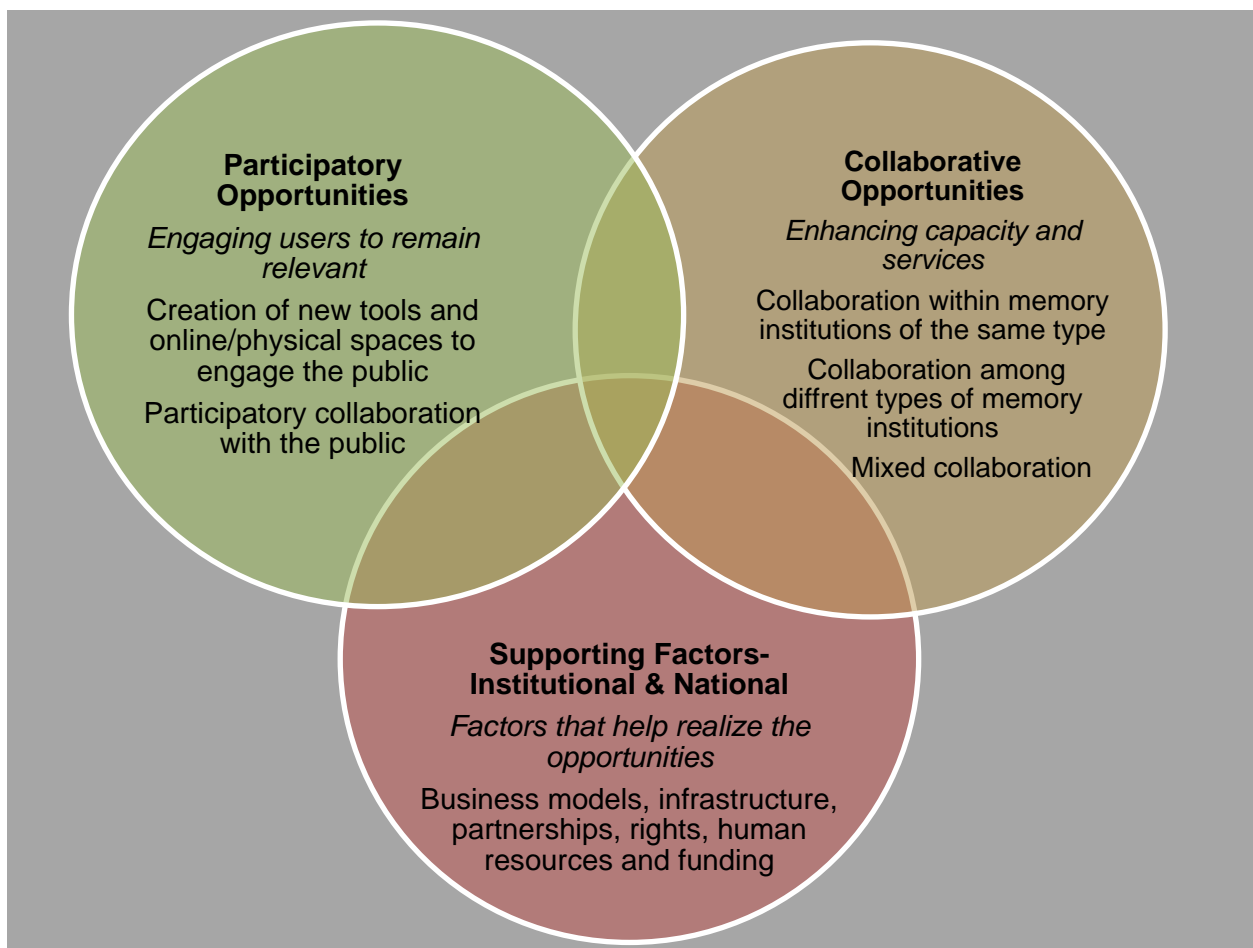 Participatory
Opportunities
Engaging users to remain
relevant
Creation of new tools and
online/physical spaces to
engage the public
Participatory collaboration
with the public
Collaborative
Opportunities
Enhancing capacity and
services
Collaboration within memory
institutions of the same type
Collaboration among
diffrent types of memory
institutions
Mixed collaboration
Supporting Factors-
Institutional & National
Factors that help realize the
opportunities
Business models, infrastructure,
partnerships, rights, human
resources and funding